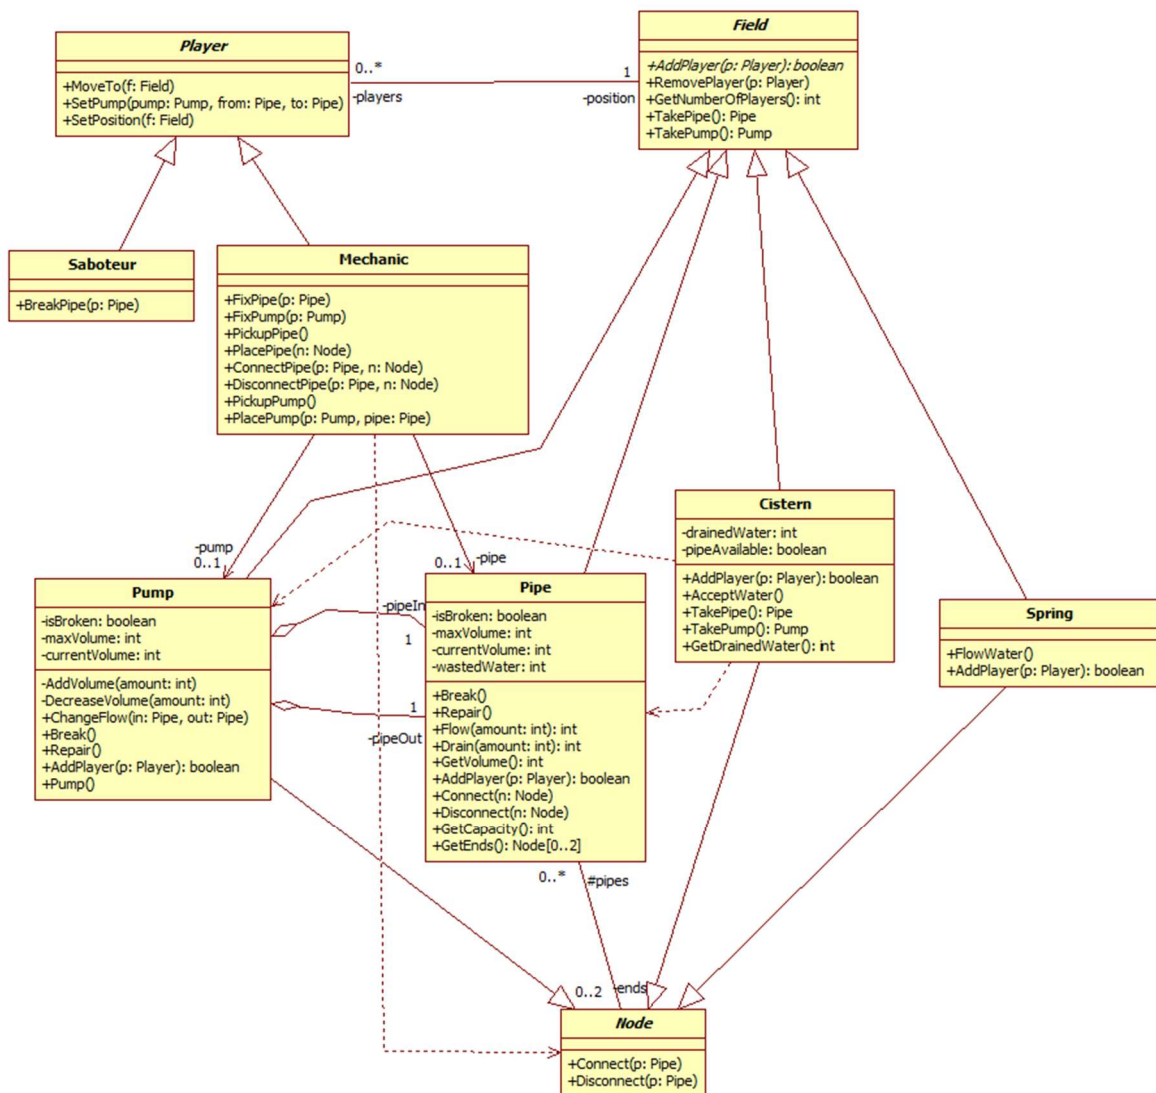 Player
+MoveTo(f: Field)
+SetPump(pump: Pump, from: Pipe, to: Pipe)
+SetPosition(f: Field)
0..*
-players
1
-position
Field
+AddPlayer(p: Player): boolean
+RemovePlayer(p: Player)
+GetNumberOfPlayers(): int
+TakePipe(): Pipe
+TakePump(): Pump
Saboteur
+BreakPipe(p: Pipe)
Mechanic
+FixPipe(p: Pipe)
+FixPump(p: Pump)
+PickupPipe()
+PlacePipe(n: Node)
+ConnectPipe(p: Pipe, n: Node)
+DisconnectPipe(p: Pipe, n: Node)
+PickupPump()
+PlacePump(p: Pump, pipe: Pipe)
-pump
0..1
-pipe
0..1
Pump
-isBroken: boolean
-maxVolume: int
-currentVolume: int
-AddVolume(amount: int)
-DecreaseVolume(amount: int)
+ChangeFlow(in: Pipe, out: Pipe)
+Break()
+Repair()
+AddPlayer(p: Player): boolean
+Pump()
-pipeIn
1
1
-pipeOut
Pipe
-isBroken: boolean
-maxVolume: int
-currentVolume: int
-wastedWater: int
+Break()
+Repair()
+Flow(amount: int): int
+Drain(amount: int): int
+GetVolume(): int
+AddPlayer(p: Player): boolean
+Connect(n: Node)
+Disconnect(n: Node)
+GetCapacity(): int
+GetEnds(): Node[0..2]
Cistern
-drainedWater: int
-pipeAvailable: boolean
+AddPlayer(p: Player): boolean
+AcceptWater()
+TakePipe(): Pipe
+TakePump(): Pump
+GetDrainedWater(): int
Spring
+FlowWater()
+AddPlayer(p: Player): boolean
0..*
#pipes
0..2
-ends
Node
+Connect(p: Pipe)
+Disconnect(p: Pipe)